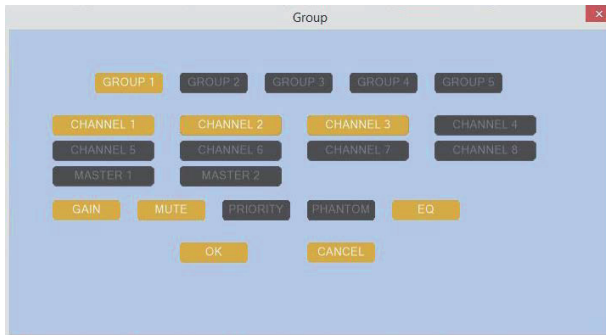 Group
GROUP 1 GROUP 2 GROUP 3 GROUP 4 GROUP 5
CHANNEL 1 CHANNEL 2 CHANNEL 3 CHANNEL 4
CHANNEL 5 CHANNEL 6 CHANNEL 7 CHANNEL 8
MASTER 1 MASTER 2
GAIN MUTE PRIORITY PHANTOM EQ
OK CANCEL